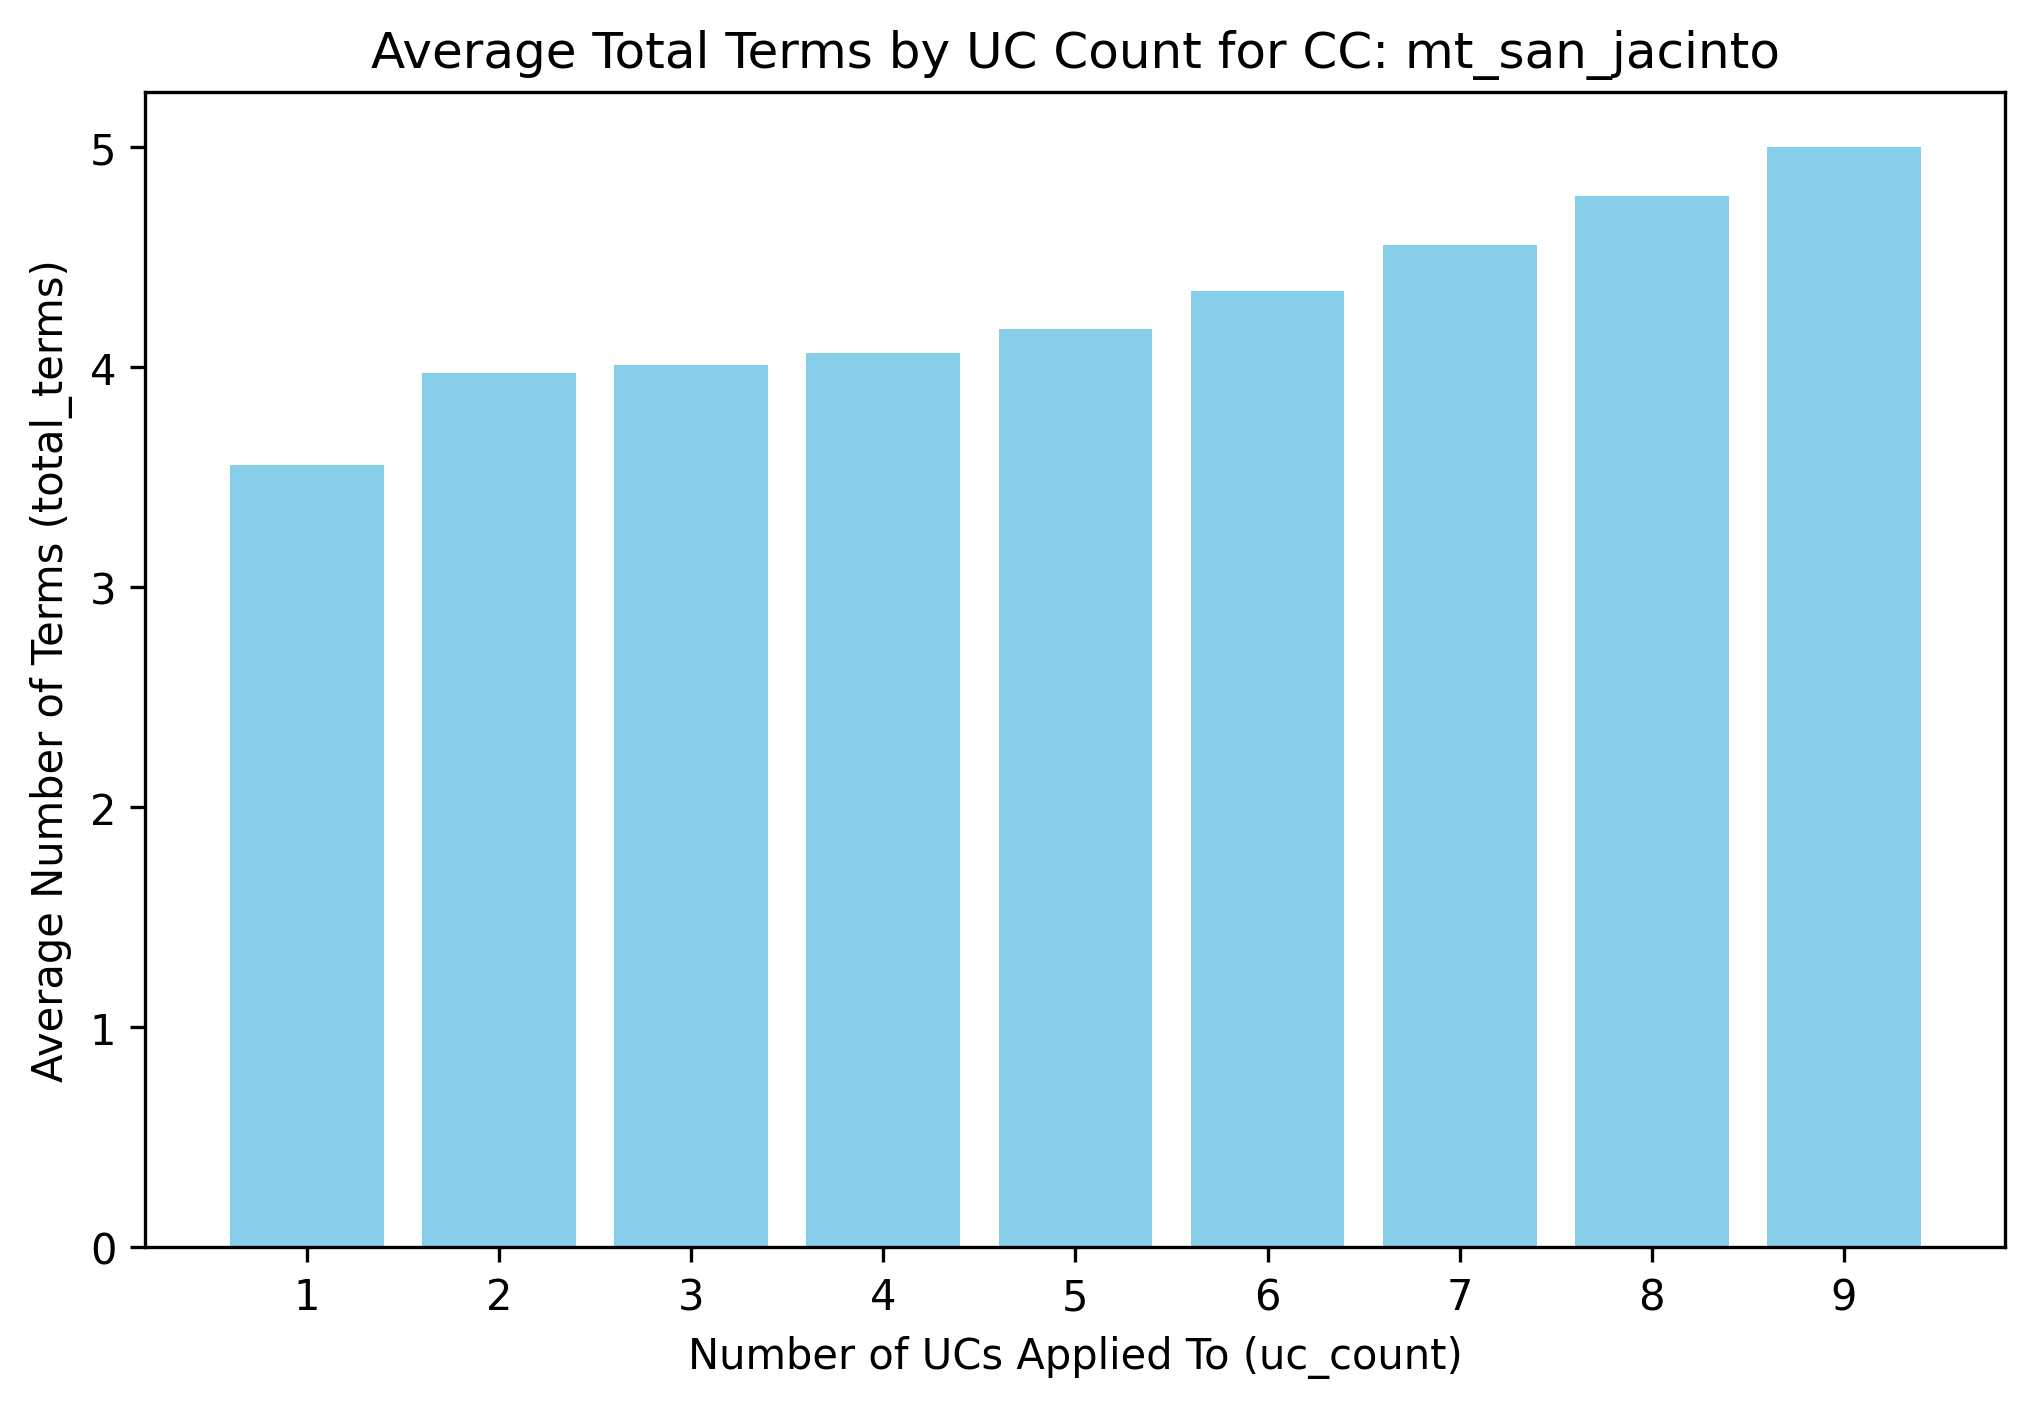 Average Total Terms by UC Count for CC: mt_san_jacinto
Average Number of Terms (total_terms)
5
4
3
2
1
0
1 2 3 4 5 6 7 8 9
Number of UCs Applied To (uc_count)